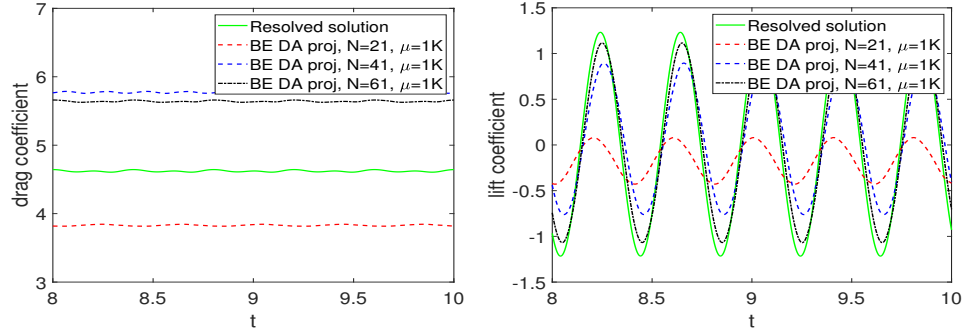 7
6
5
4
3
drag coefficient
Resolved solution
BE DA proj, N=21, μ=1K
BE DA proj, N=41, μ=1K
BE DA proj, N=61, μ=1K
8 8.5 9 9.5 10
t
1.5
1
0.5
0
-0.5
-1
-1.5
lift coefficient
Resolved solution
BE DA proj, N=21, μ=1K
BE DA proj, N=41, μ=1K
BE DA proj, N=61, μ=1K
8 8.5 9 9.5 10
t